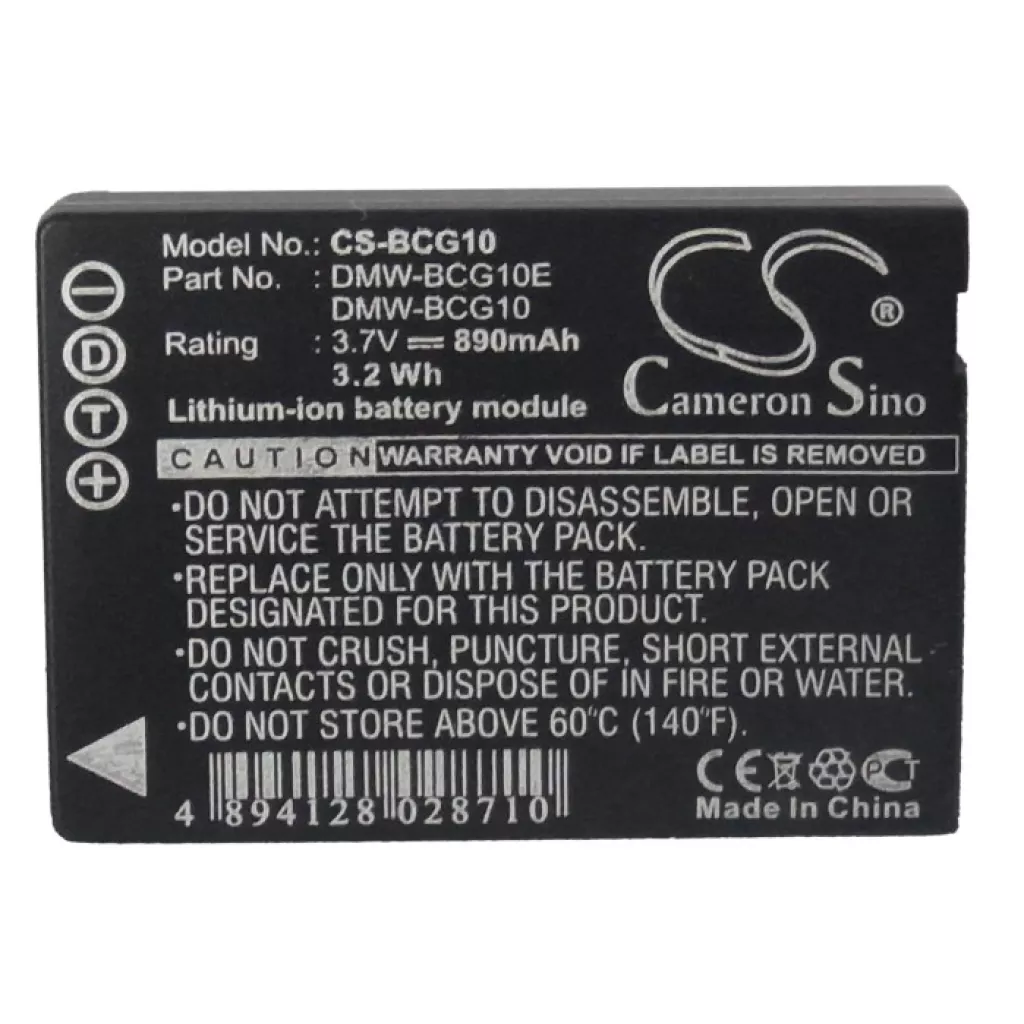 Model No.: CS-BCG10
Part No. : DMW-BCG10E
DMW-BCG10
Rating : 3.7V 890mAh
3.2 Wh
Lithium-ion battery module
CS ®
Cameron Sino
− D T +
CAUTION WARRANTY VOID IF LABEL IS REMOVED
•DO NOT ATTEMPT TO DISASSEMBLE, OPEN OR
SERVICE THE BATTERY PACK.
•REPLACE ONLY WITH THE BATTERY PACK
DESIGNATED FOR THIS PRODUCT.
•DO NOT CRUSH, PUNCTURE, SHORT EXTERNAL
CONTACTS OR DISPOSE OF IN FIRE OR WATER.
•DO NOT STORE ABOVE 60°C (140°F).
4 894128 028710
CE PCT
Made In China